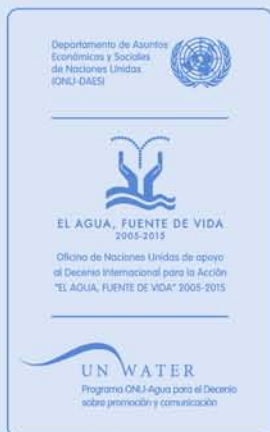 Departamento de Asuntos
Económicos y Sociales
de Naciones Unidas
(ONU-DAES)
EL AGUA, FUENTE DE VIDA
2005-2015
Oficina de Naciones Unidas de apoyo
al Decenio Internacional para la Acción
"EL AGUA, FUENTE DE VIDA" 2005-2015
UN WATER
Programa ONU-Agua para el Decenio
sobre promoción y comunicación